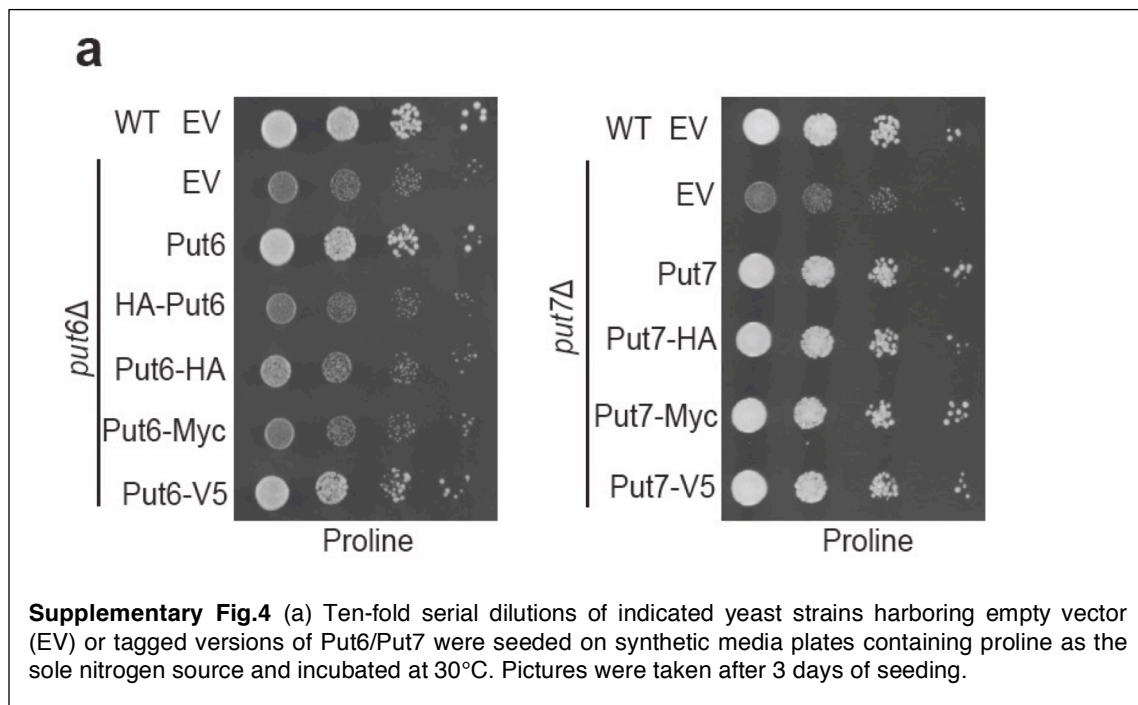 a
WT EV
EV
Put6
HA-Put6
Put6-HA
Put6-Myc
Put6-V5
put6Δ
Proline
WT EV
EV
Put7
Put7-HA
Put7-Myc
Put7-V5
put7Δ
Proline
Supplementary Fig.4 (a) Ten-fold serial dilutions of indicated yeast strains harboring empty vector
(EV) or tagged versions of Put6/Put7 were seeded on synthetic media plates containing proline as the
sole nitrogen source and incubated at 30°C. Pictures were taken after 3 days of seeding.